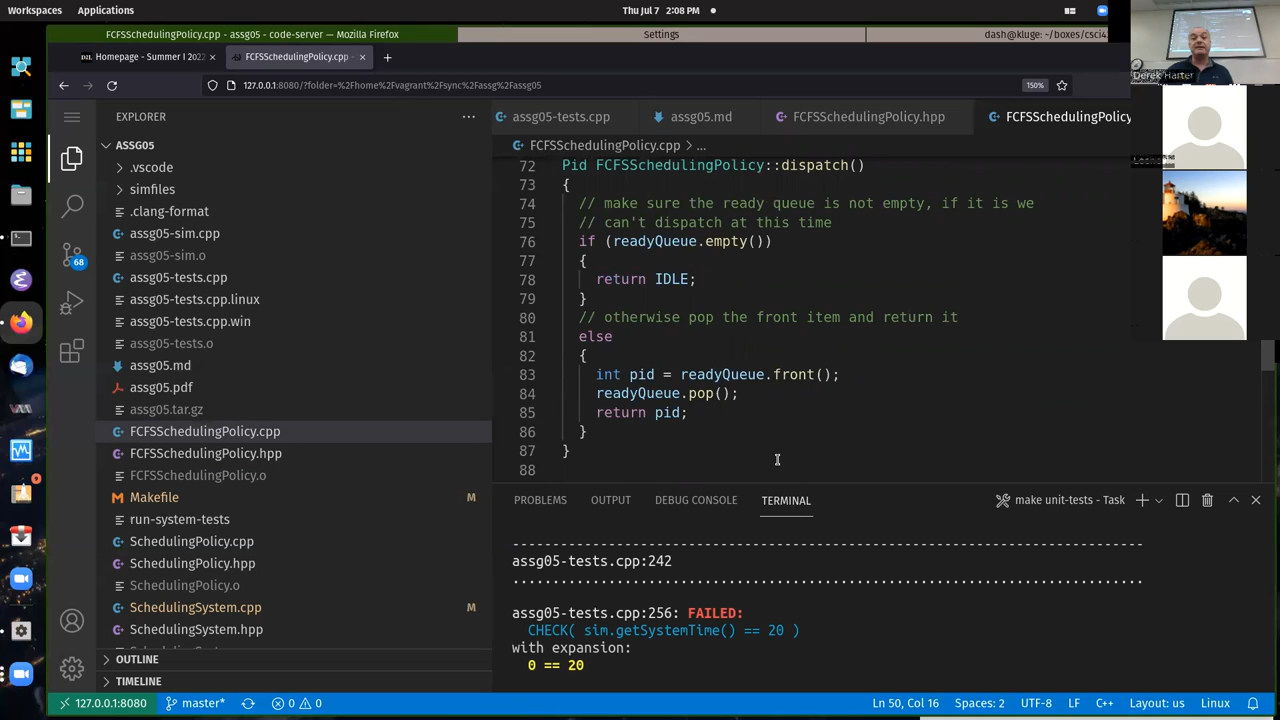 Workspaces
Applications
Thu Jul 7 2:08 PM
FCFSSchedulingPolicy.cpp - assg05 - code-server — Mozilla Firefox
Settings
dash@kluge: ~/boxes/csci4
Homepage - Summer I 2022
FCFSSchedulingPolicy.cpp
127.0.0.1:8080/?folder=%2Fhome%2Fvagrant%2Fsync%2Fassg%2Fassg05
150%
Derek Harter
EXPLORER
assg05-tests.cpp
assg05.md
FCFSSchedulingPolicy.hpp
FCFSSchedulingPolicy
ASSG05
FCFSSchedulingPolicy.cpp > ...
.vscode
simfiles
.clang-format
assg05-sim.cpp
assg05-sim.o
assg05-tests.cpp
assg05-tests.cpp.linux
assg05-tests.cpp.win
assg05-tests.o
assg05.md
assg05.pdf
assg05.tar.gz
FCFSSchedulingPolicy.cpp
FCFSSchedulingPolicy.hpp
FCFSSchedulingPolicy.o
Makefile M
run-system-tests
SchedulingPolicy.cpp
SchedulingPolicy.hpp
SchedulingPolicy.o
SchedulingSystem.cpp M
SchedulingSystem.hpp
OUTLINE
TIMELINE
68
9
72 Pid FCFSSchedulingPolicy::dispatch()
73 {
74 // make sure the ready queue is not empty, if it is we
75 // can't dispatch at this time
76 if (readyQueue.empty())
77 {
78 return IDLE;
79 }
80 // otherwise pop the front item and return it
81 else
82 {
83 int pid = readyQueue.front();
84 readyQueue.pop();
85 return pid;
86 }
87 }
88
PROBLEMS OUTPUT DEBUG CONSOLE TERMINAL
make unit-tests - Task
-------------------------------------------------------------------------------
assg05-tests.cpp:242
...............................................................................
assg05-tests.cpp:256: FAILED:
CHECK( sim.getSystemTime() == 20 )
with expansion:
0 == 20
127.0.0.1:8080
master*
0 0
Ln 50, Col 16
Spaces: 2
UTF-8
LF
C++
Layout: us
Linux